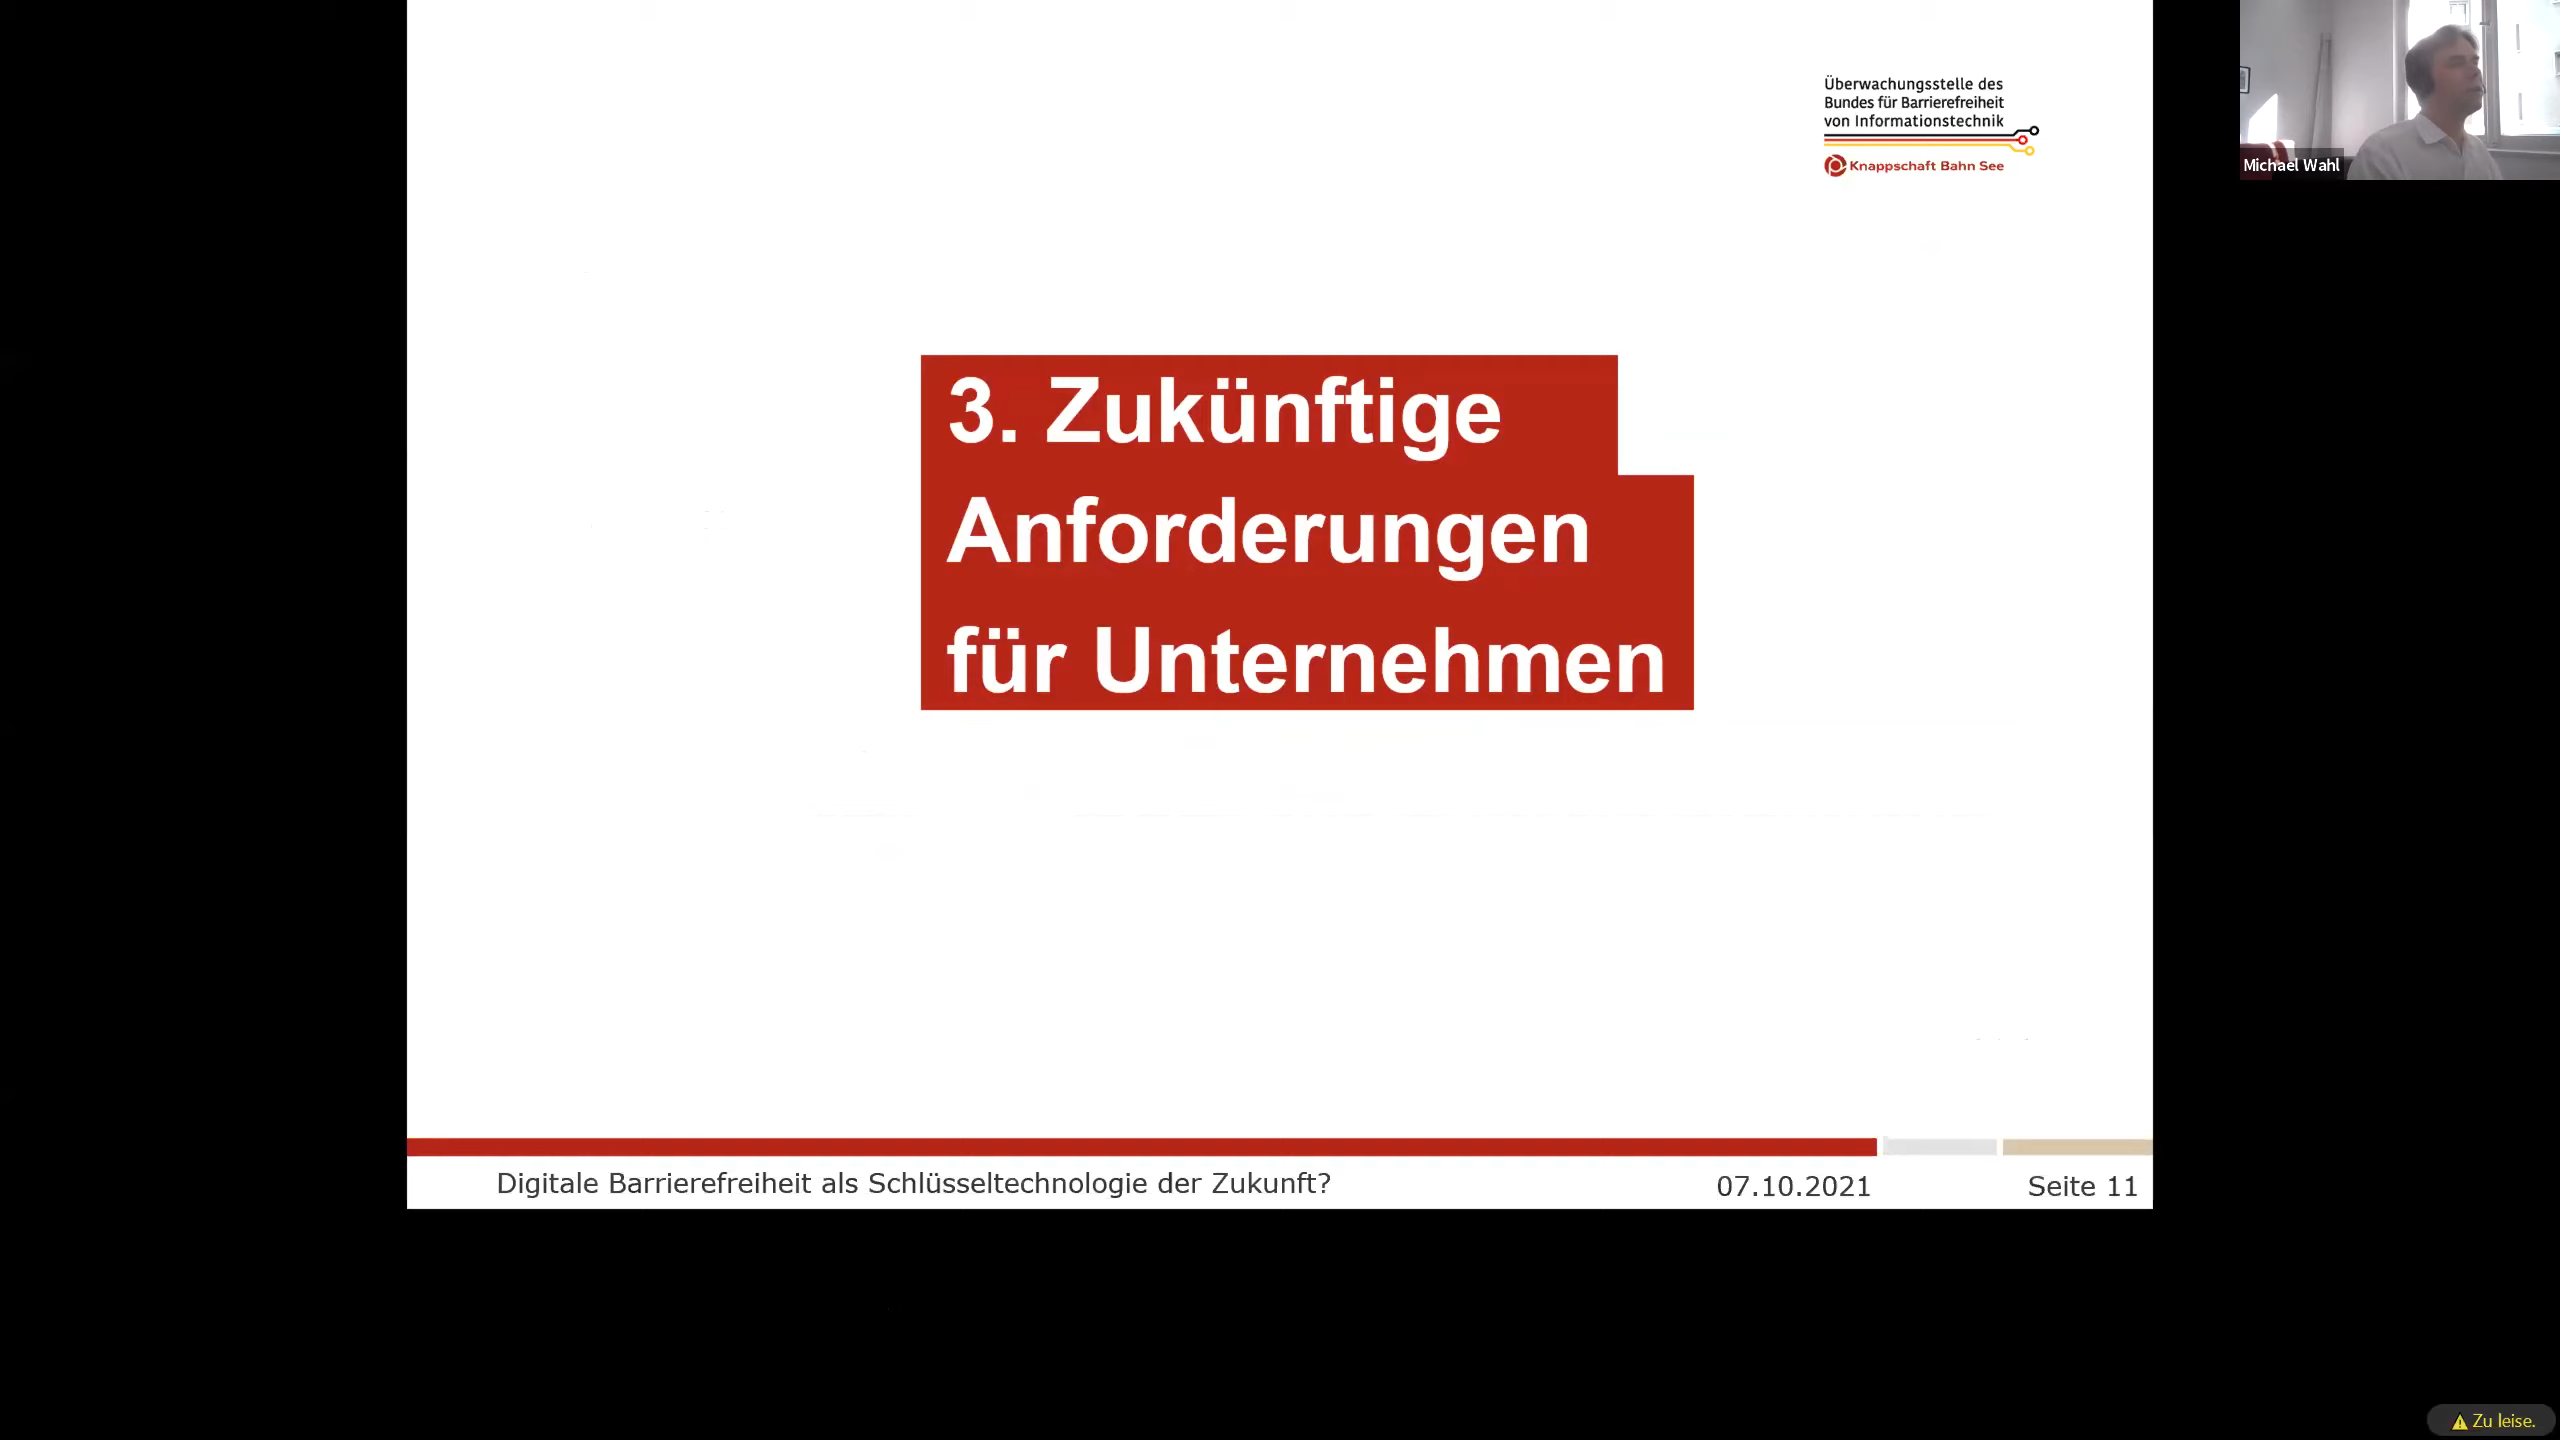 Überwachungsstelle des
Bundes für Barrierefreiheit
von Informationstechnik
Knappschaft Bahn See
Michael Wahl
3. Zukünftige
Anforderungen
für Unternehmen
Digitale Barrierefreiheit als Schlüsseltechnologie der Zukunft?
07.10.2021
Seite 11
Zu leise.